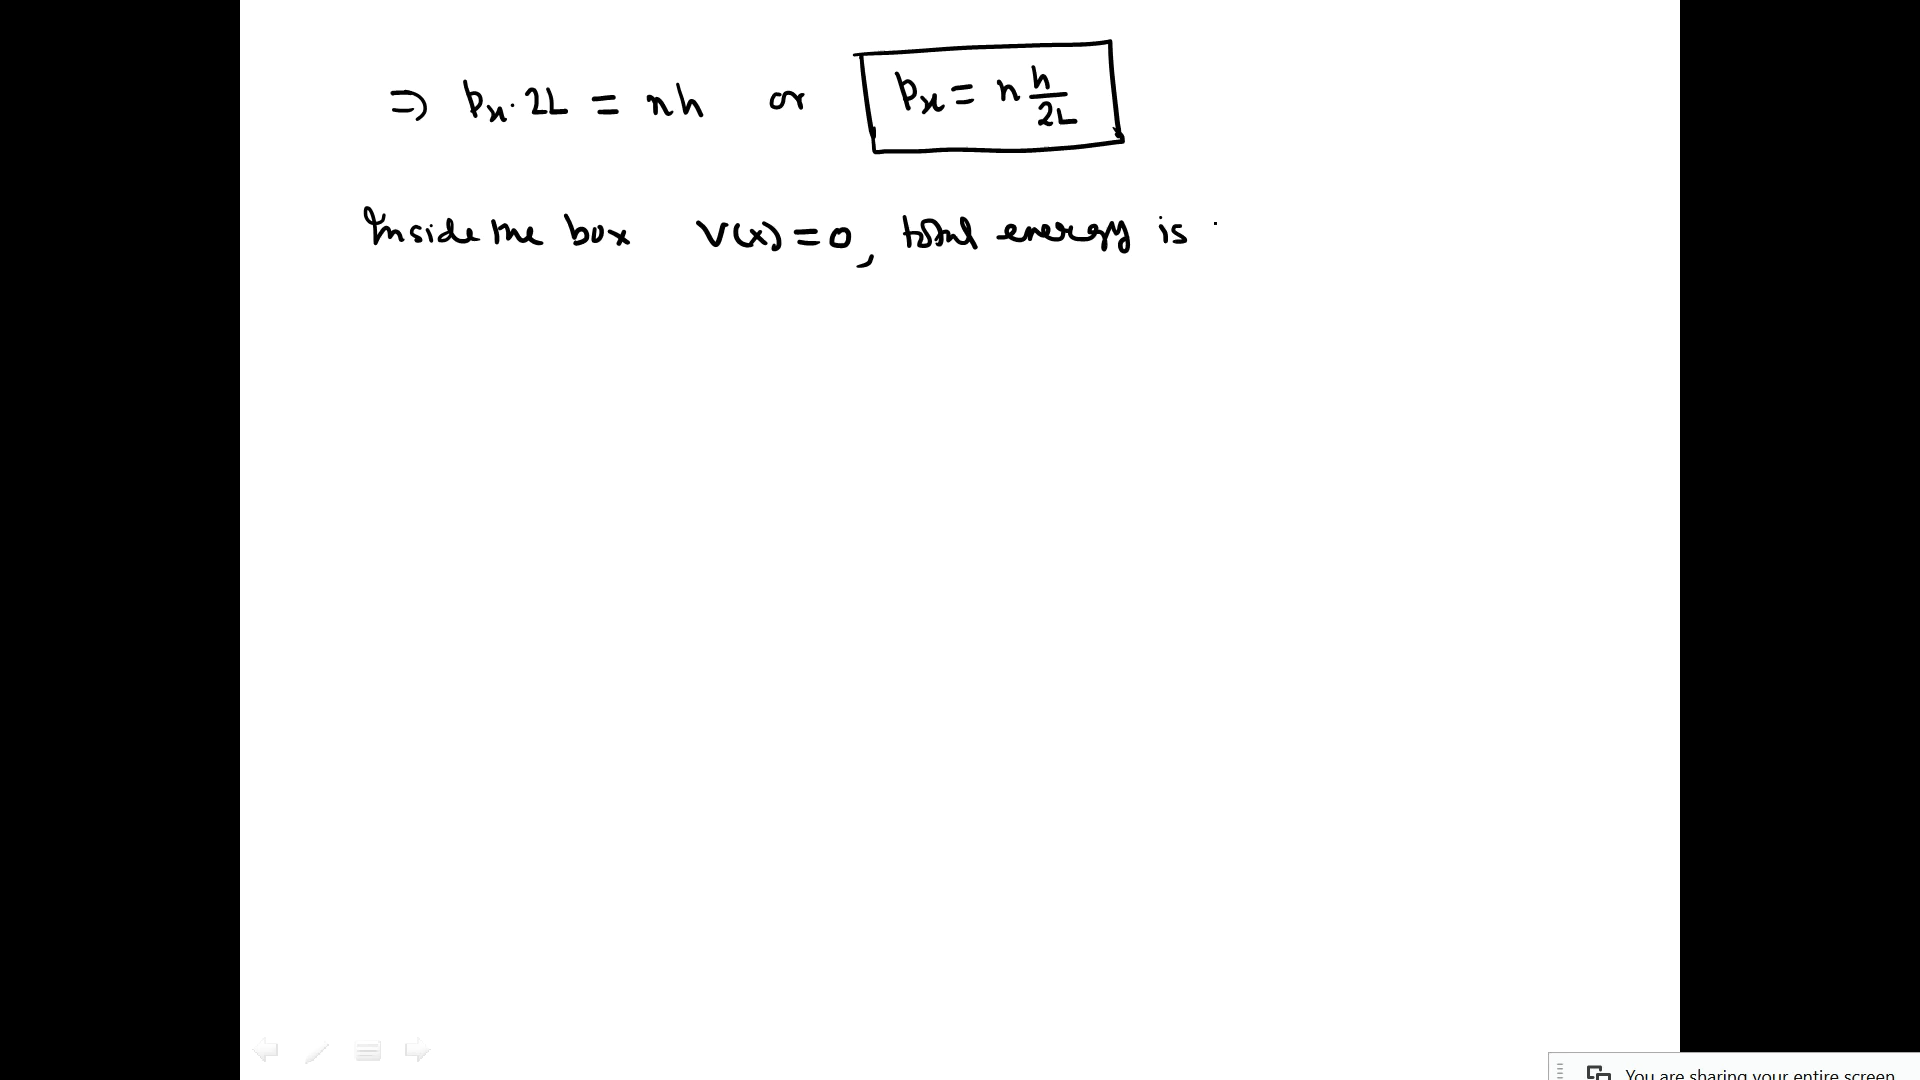 ⇒ px · 2L = nh or px = n h/2L
Inside the box V(x) = 0, total energy is
You are sharing your entire screen